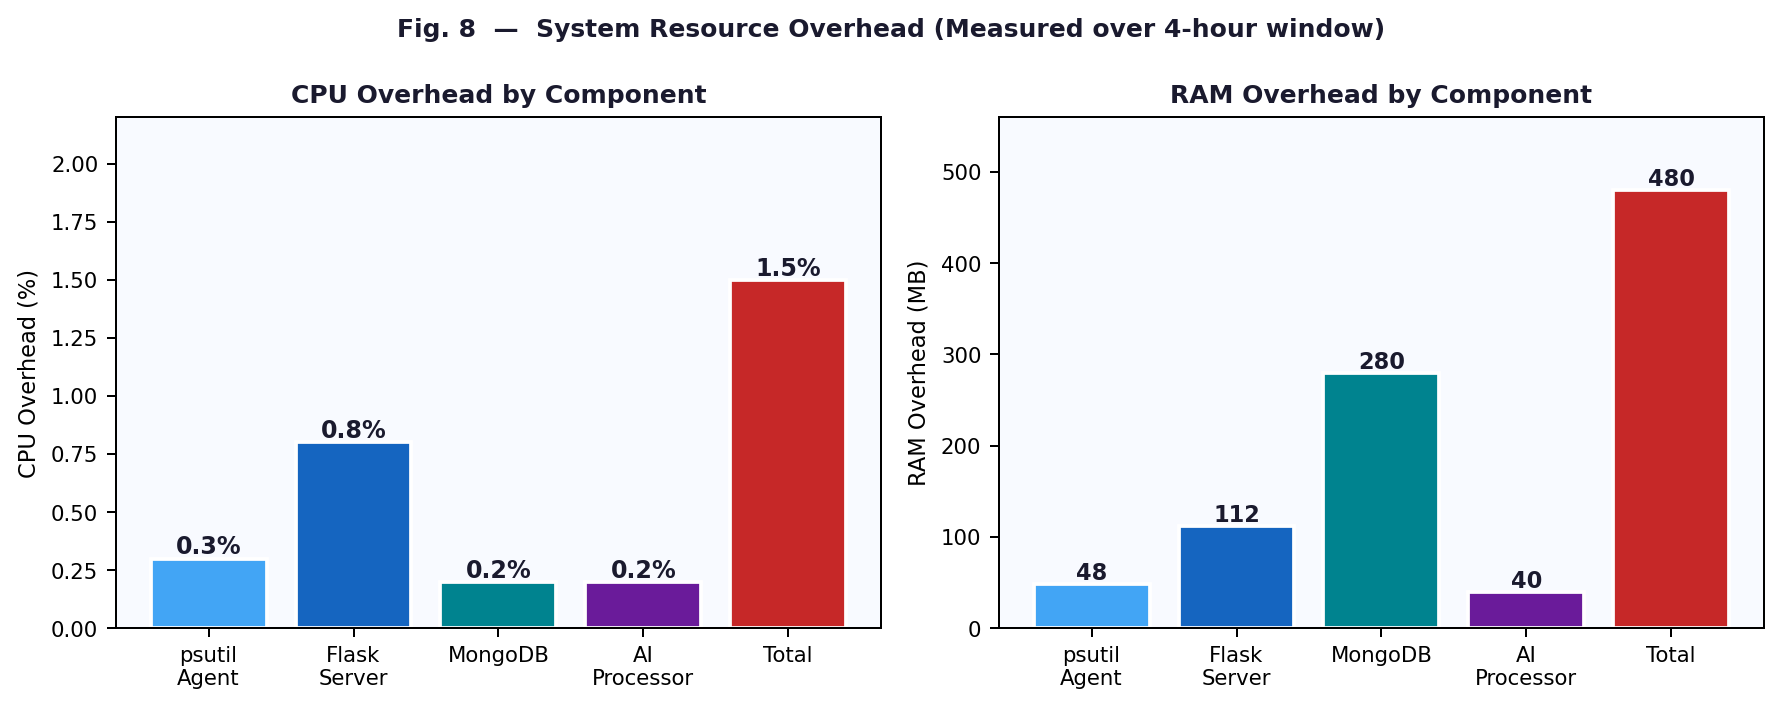 Fig. 8 — System Resource Overhead (Measured over 4-hour window)
CPU Overhead by Component
CPU Overhead (%)
2.00
1.75
1.50
1.25
1.00
0.75
0.50
0.25
0.00
0.3%
0.8%
0.2%
0.2%
1.5%
psutil
Agent
Flask
Server
MongoDB
AI
Processor
Total
RAM Overhead by Component
RAM Overhead (MB)
500
400
300
200
100
0
48
112
280
40
480
psutil
Agent
Flask
Server
MongoDB
AI
Processor
Total